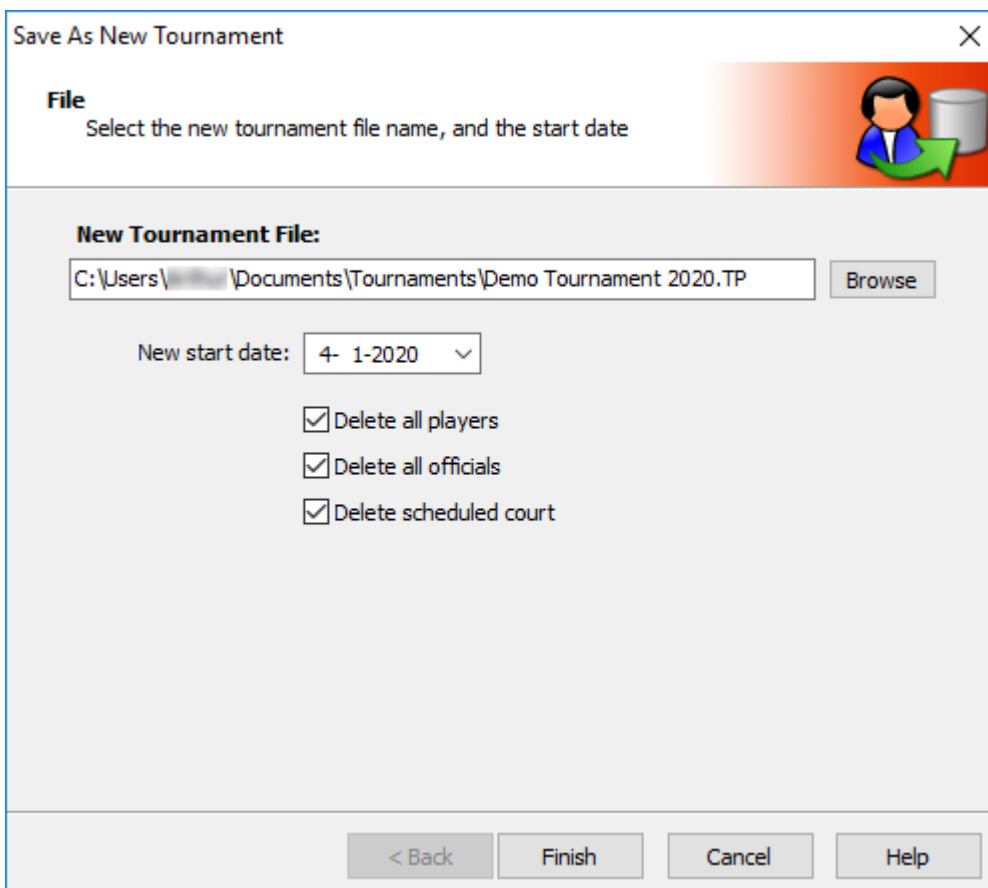 Save As New Tournament
File
Select the new tournament file name, and the start date
New Tournament File:
C:\Users\ \Documents\Tournaments\Demo Tournament 2020.TP
Browse
New start date: 4- 1-2020
Delete all players
Delete all officials
Delete scheduled court
< Back Finish Cancel Help